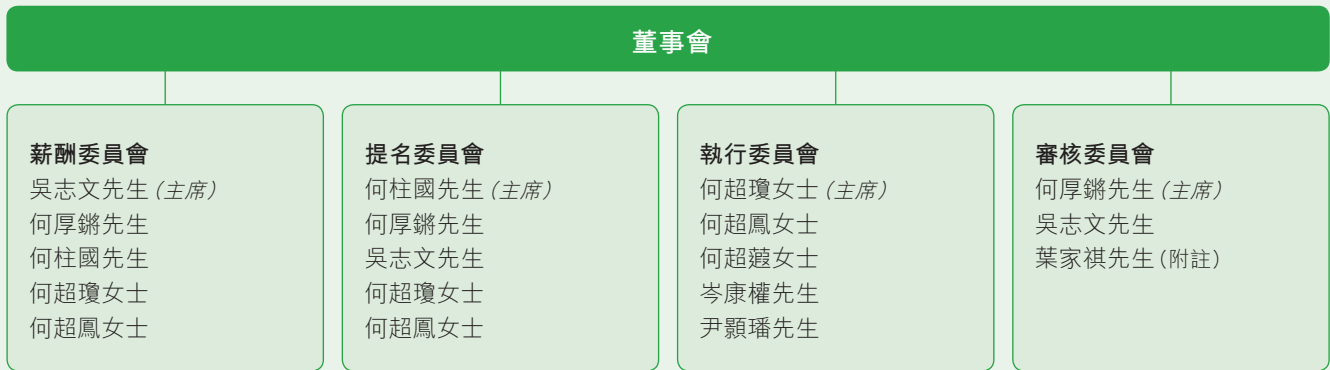 董事會
薪酬委員會
吳志文先生(主席)
何厚鏘先生
何柱國先生
何超瓊女士
何超鳳女士
提名委員會
何柱國先生(主席)
何厚鏘先生
吳志文先生
何超瓊女士
何超鳳女士
執行委員會
何超瓊女士(主席)
何超鳳女士
何超蕸女士
岑康權先生
尹顥璠先生
審核委員會
何厚鏘先生(主席)
吳志文先生
葉家祺先生(附註)